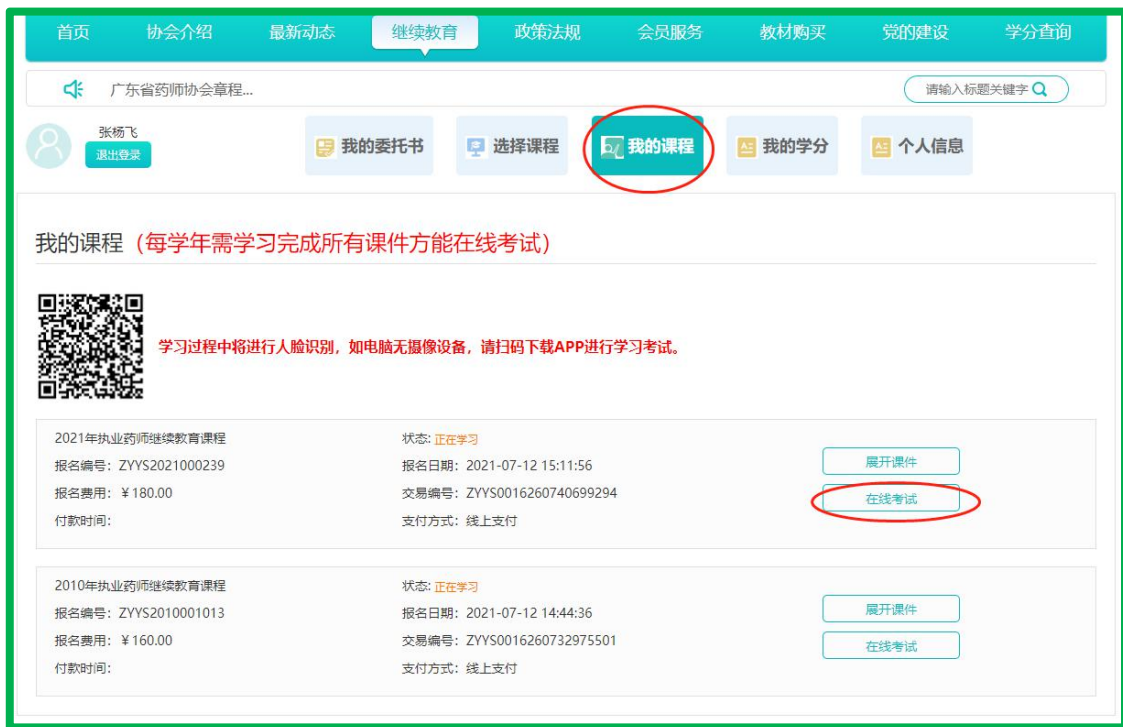 首页 协会介绍 最新动态 继续教育 政策法规 会员服务 教材购买 党的建设 学分查询
广东省药师协会章程... 请输入标题关键字
张杨飞
退出登录
我的委托书 选择课程 我的课程 我的学分 个人信息
我的课程（每学年需学习完成所有课件方能在线考试）
学习过程中将进行人脸识别，如电脑无摄像设备，请扫码下载APP进行学习考试。
2021年执业药师继续教育课程 状态: 正在学习
报名编号：ZYYS2021000239 报名日期：2021-07-12 15:11:56 展开课件
报名费用：¥180.00 交易编号：ZYYS0016260740699294 在线考试
付款时间： 支付方式：线上支付
2010年执业药师继续教育课程 状态: 正在学习
报名编号：ZYYS2010001013 报名日期：2021-07-12 14:44:36 展开课件
报名费用：¥160.00 交易编号：ZYYS0016260732975501 在线考试
付款时间： 支付方式：线上支付